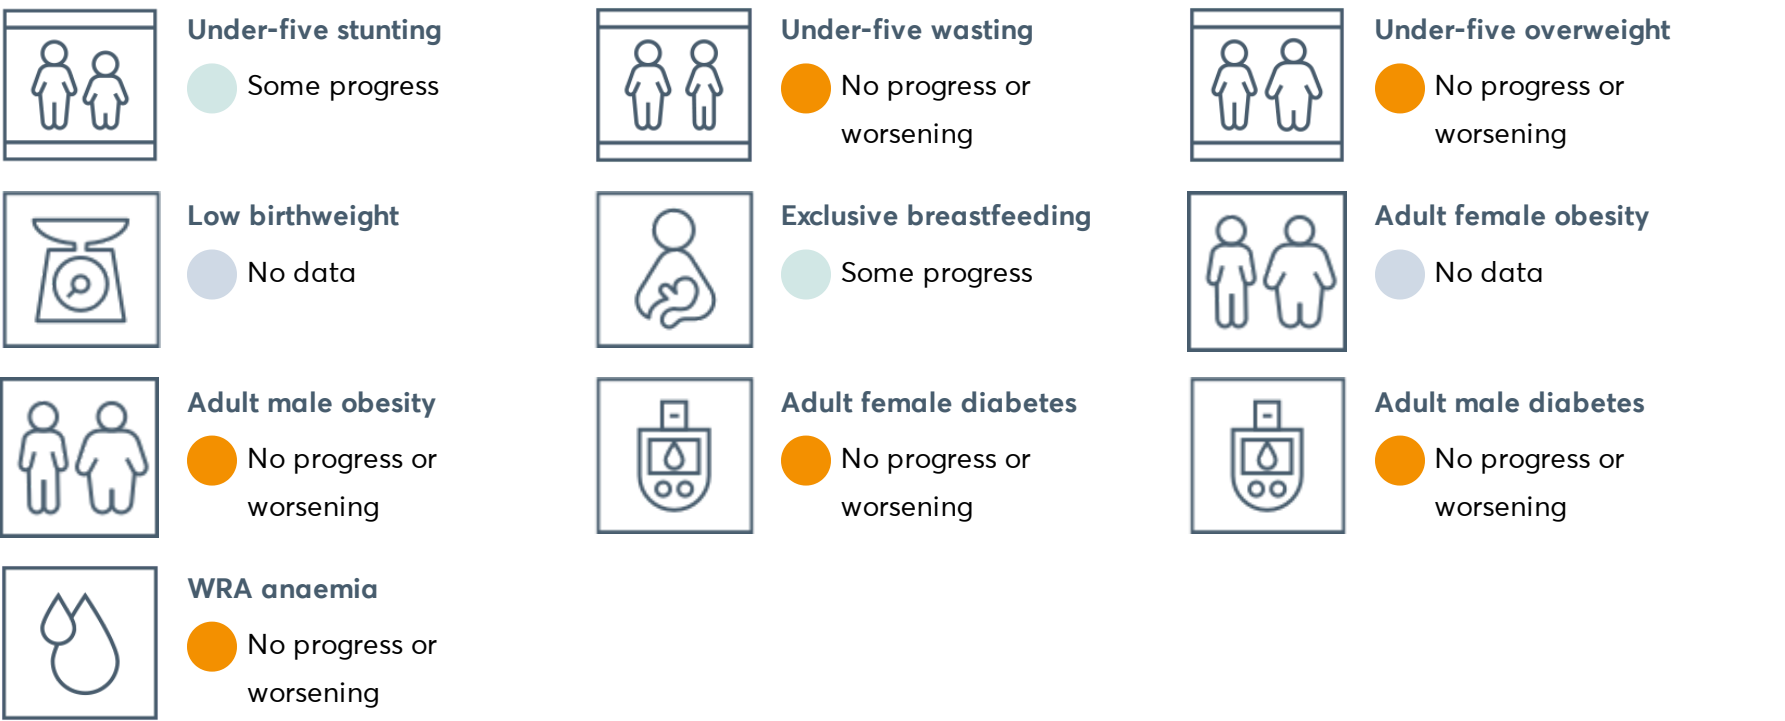 Under-five stunting
Some progress
Under-five wasting
No progress or
worsening
Under-five overweight
No progress or
worsening
Low birthweight
No data
Exclusive breastfeeding
Some progress
Adult female obesity
No data
Adult male obesity
No progress or
worsening
Adult female diabetes
No progress or
worsening
Adult male diabetes
No progress or
worsening
WRA anaemia
No progress or
worsening